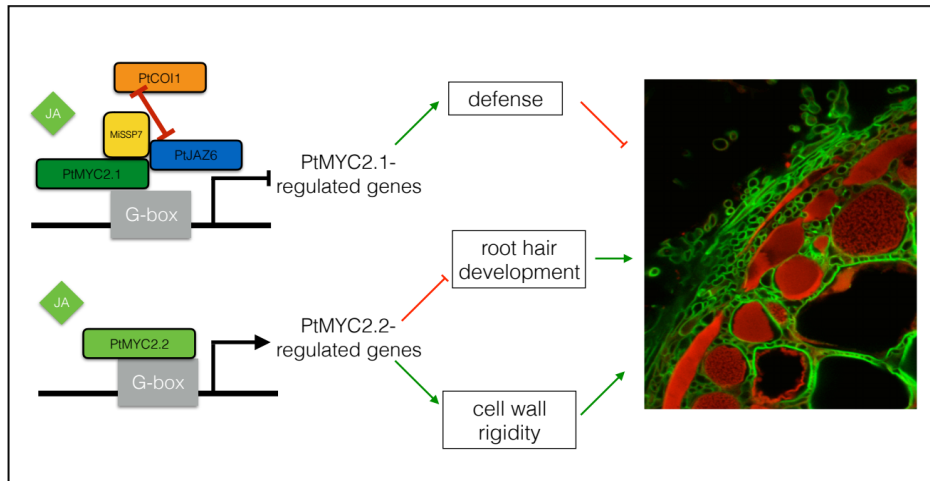 PtCOI1
JA
MiSSP7
PtJAZ6
PtMYC2.1
G-box
PtMYC2.1-
regulated genes
defense
JA
PtMYC2.2
G-box
PtMYC2.2-
regulated genes
root hair
development
cell wall
rigidity